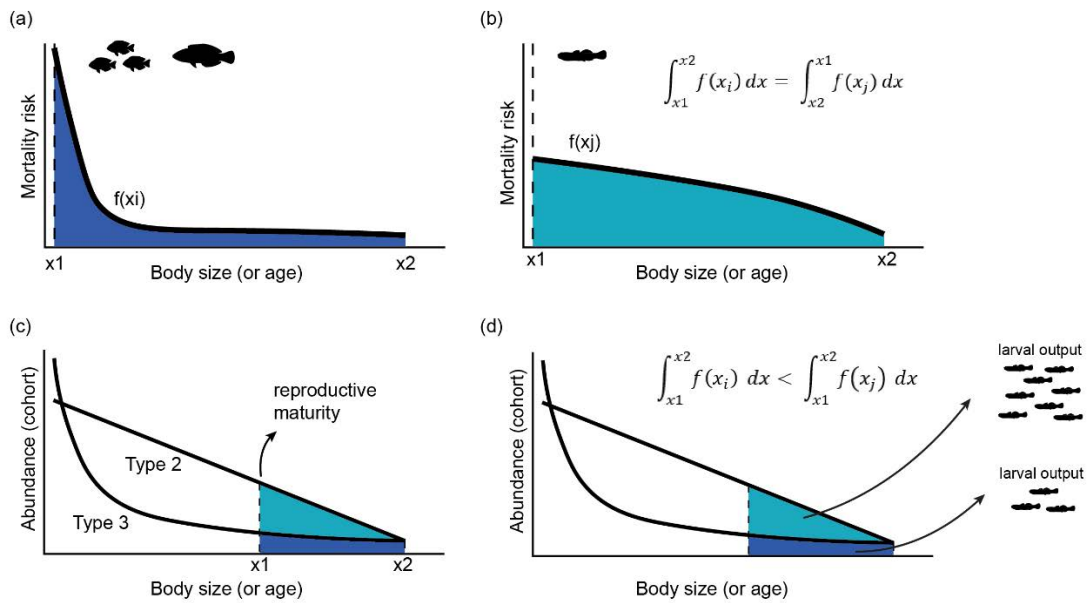 (a)
Mortality risk
f(xi)
x1
x2
Body size (or age)
(b)
Mortality risk
f(xj)
∫_{x1}^{x2} f(x_i) dx = ∫_{x2}^{x1} f(x_j) dx
x1
x2
Body size (or age)
(c)
Abundance (cohort)
reproductive
maturity
Type 2
Type 3
x1
x2
Body size (or age)
(d)
Abundance (cohort)
∫_{x1}^{x2} f(x_i) dx < ∫_{x1}^{x2} f(x_j) dx
larval output
larval output
Body size (or age)